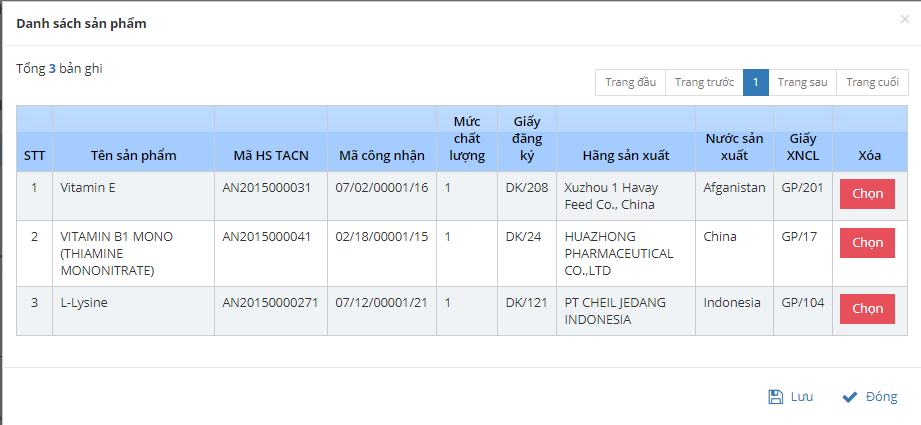 Danh sách sản phẩm
×
Tổng 3 bản ghi
Trang đầu Trang trước 1 Trang sau Trang cuối
STT Tên sản phẩm Mã HS TACN Mã công nhận Mức chất lượng Giấy đăng ký Hãng sản xuất Nước sản xuất Giấy XNCL Xóa
1 Vitamin E AN2015000031 07/02/00001/16 1 DK/208 Xuzhou 1 Havay Feed Co., China Afganistan GP/201 Chọn
2 VITAMIN B1 MONO (THIAMINE MONONITRATE) AN2015000041 02/18/00001/15 1 DK/24 HUAZHONG PHARMACEUTICAL CO.,LTD China GP/17 Chọn
3 L-Lysine AN20150000271 07/12/00001/21 1 DK/121 PT CHEIL JEDANG INDONESIA Indonesia GP/104 Chọn
Lưu Đóng